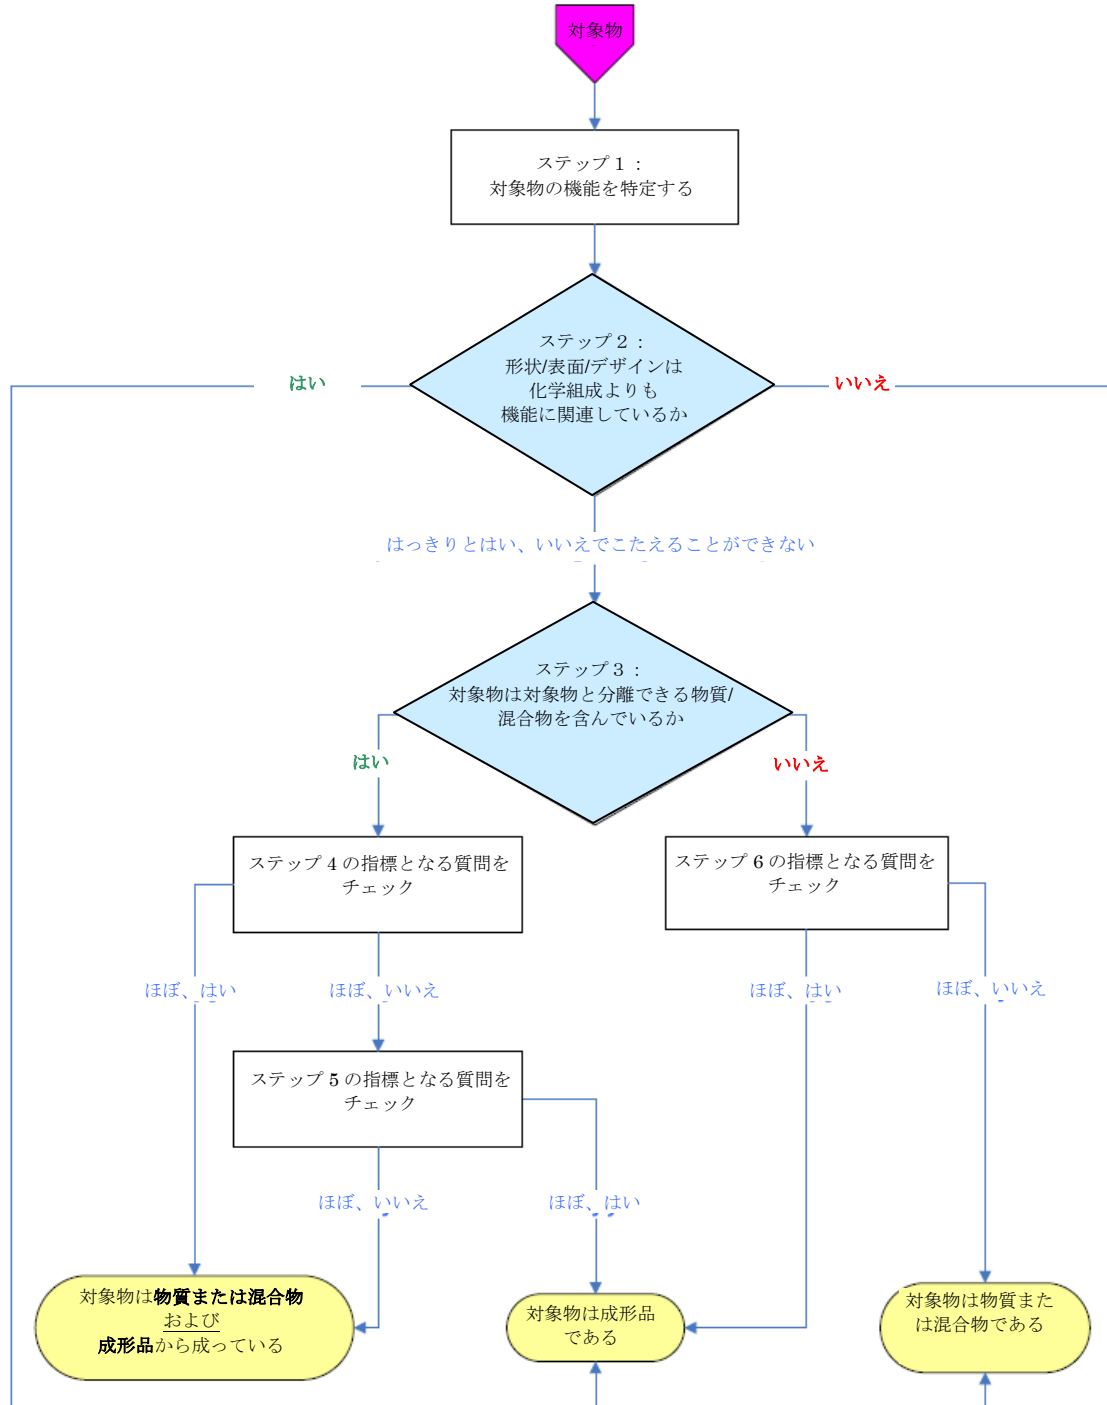 対象物
ステップ1：
対象物の機能を特定する
ステップ2：
形状/表面/デザインは
化学組成よりも
機能に関連しているか
はい
いいえ
はっきりとはい、いいえでこたえることができない
ステップ3：
対象物は対象物と分離できる物質/
混合物を含んでいるか
はい
いいえ
ステップ4の指標となる質問を
チェック
ステップ6の指標となる質問を
チェック
ほぼ、はい
ほぼ、いいえ
ほぼ、はい
ほぼ、いいえ
ステップ5の指標となる質問を
チェック
ほぼ、いいえ
ほぼ、はい
対象物は物質または混合物
および
成形品から成っている
対象物は成形品
である
対象物は物質また
は混合物である